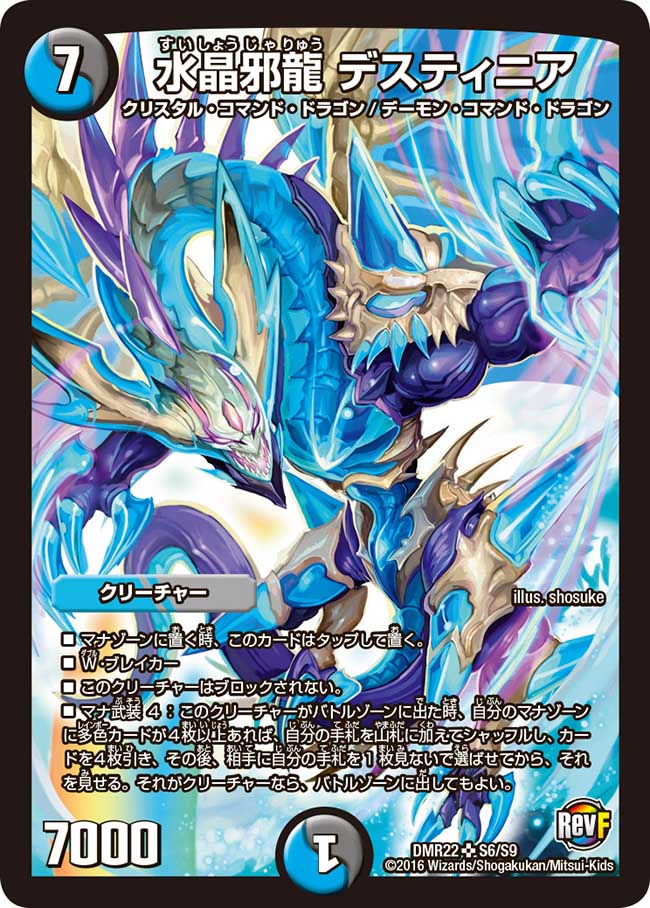 7
すいしょうじゃりゅう
水晶邪龍 デスティニア
クリスタル・コマンド・ドラゴン / デーモン・コマンド・ドラゴン
クリーチャー
illus. shosuke
■ マナゾーンに置く時、このカードはタップして置く。
■ W・ブレイカー
■ このクリーチャーはブロックされない。
■ マナ武装 4:このクリーチャーがバトルゾーンに出た時、自分のマナゾーン
に多色カードが4枚以上あれば、自分の手札を山札に加えてシャッフルし、カー
ドを4枚引き、その後、相手に自分の手札を1枚見ないで選ばせてから、それ
を見せる。それがクリーチャーなら、バトルゾーンに出してもよい。
RevF
7000
1
DMR22 S6/S9
©2016 Wizards/Shogakukan/Mitsui-Kids